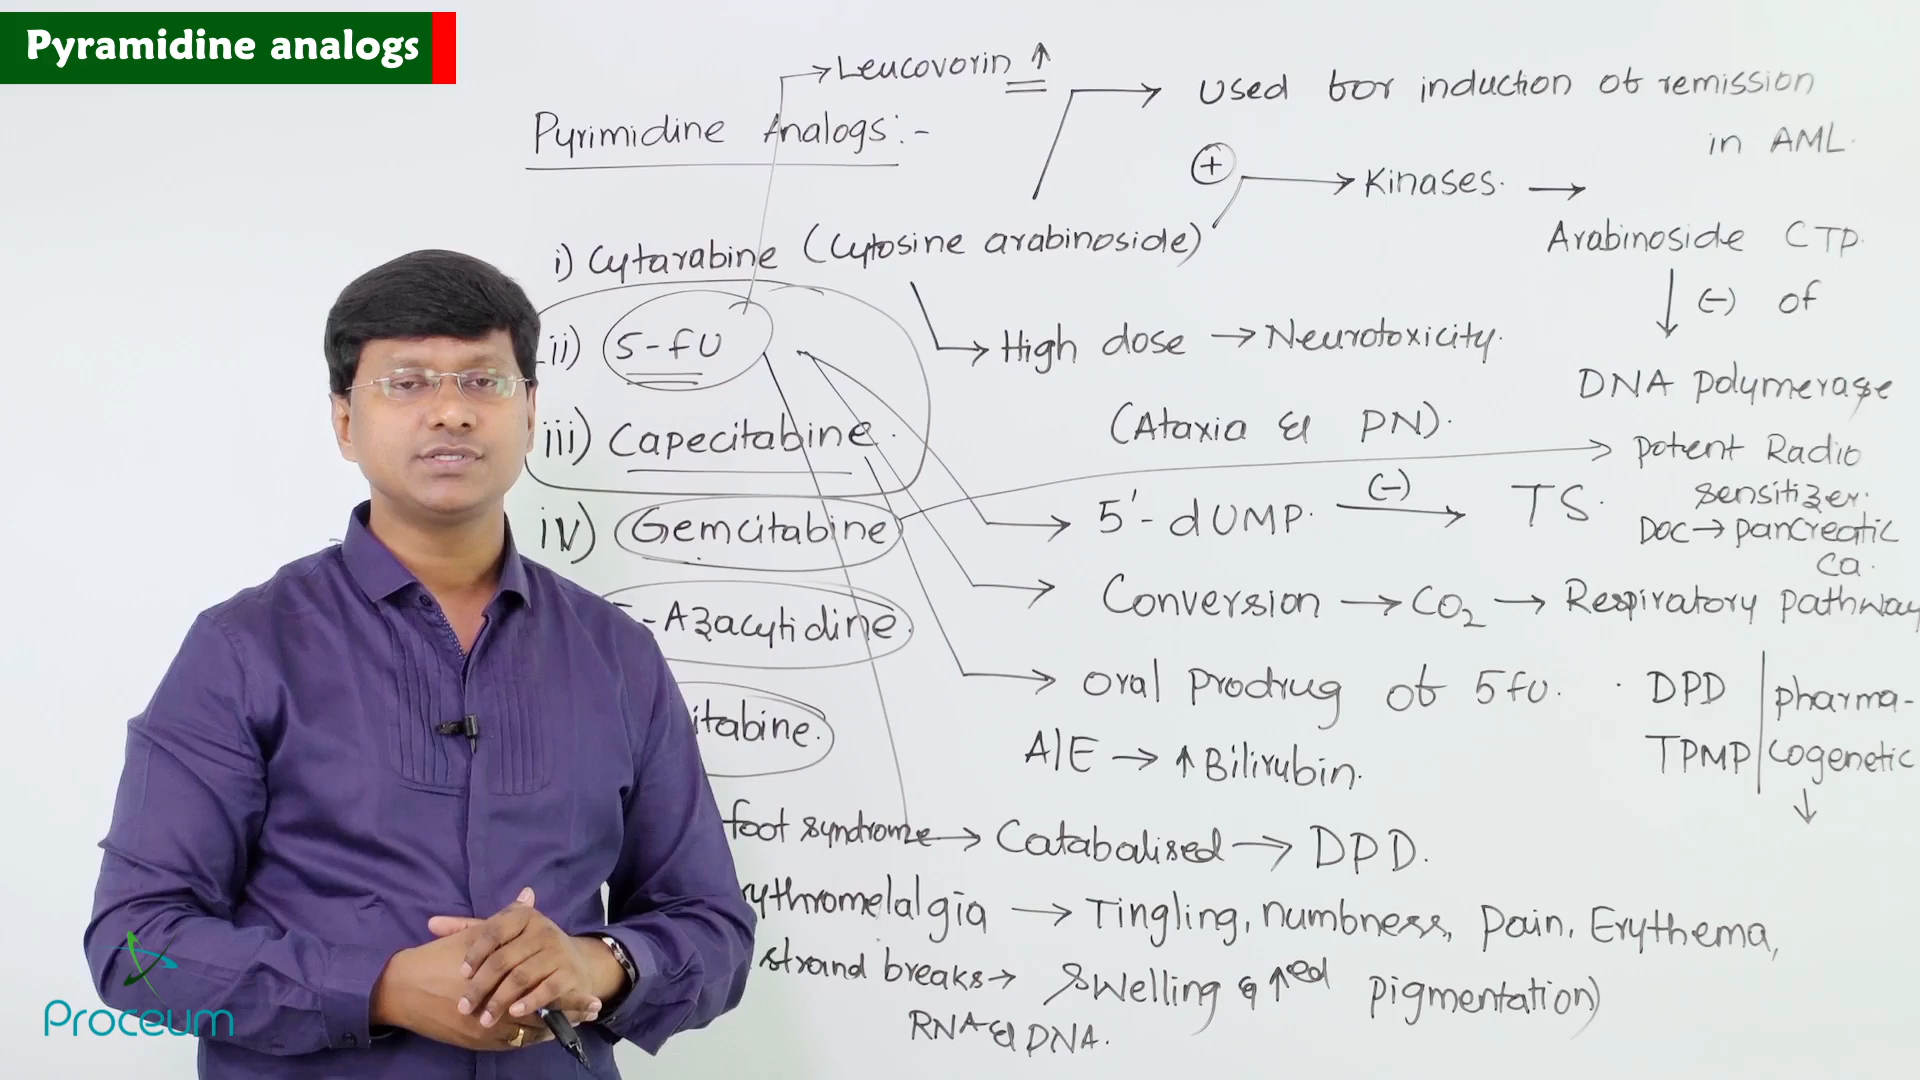 Pyramidine analogs
Leucovorin ↑
Pyrimidine Analogs:-
used for induction of remission
in AML.
(+)
→ Kinases. →
Arabinoside CTP.
↓ (-) of
DNA polymerase
i) Cytarabine (Cytosine arabinoside)
→ High dose → Neurotoxicity.
(Ataxia & PN).
ii) 5-fU
iii) Capecitabine.
iv) Gemcitabine
potent Radio
sensitizer.
Doc → pancreatic
Ca.
5'-dUMP. (-) → TS.
Conversion → CO2 → Respiratory pathway
-Azacytidine.
oral prodrug of 5fU.
· DPD | pharma-
TPMP | cogenetic
↓
itabine.
A/E → ↑ Bilirubin.
foot syndrome → Catabalised → DPD.
ythromelalgia → Tingling, numbness, Pain, Erythema,
strand breaks → Swelling & ↑ed pigmentation)
RNA & DNA.
Proceum